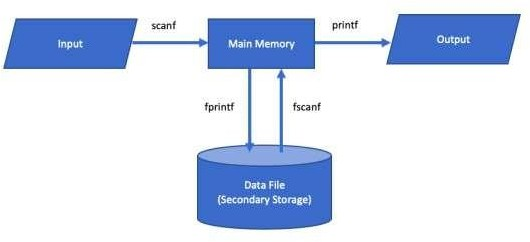 scanf
printf
Input
Main Memory
Output
fprintf
fscanf
Data File
(Secondary Storage)